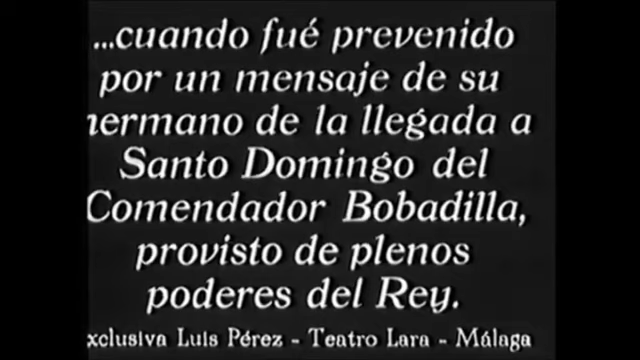 ...cuando fué prevenido
por un mensaje de su
hermano de la llegada a
Santo Domingo del
Comendador Bobadilla,
provisto de plenos
poderes del Rey.
xclusiva Luis Pérez - Teatro Lara - Málaga